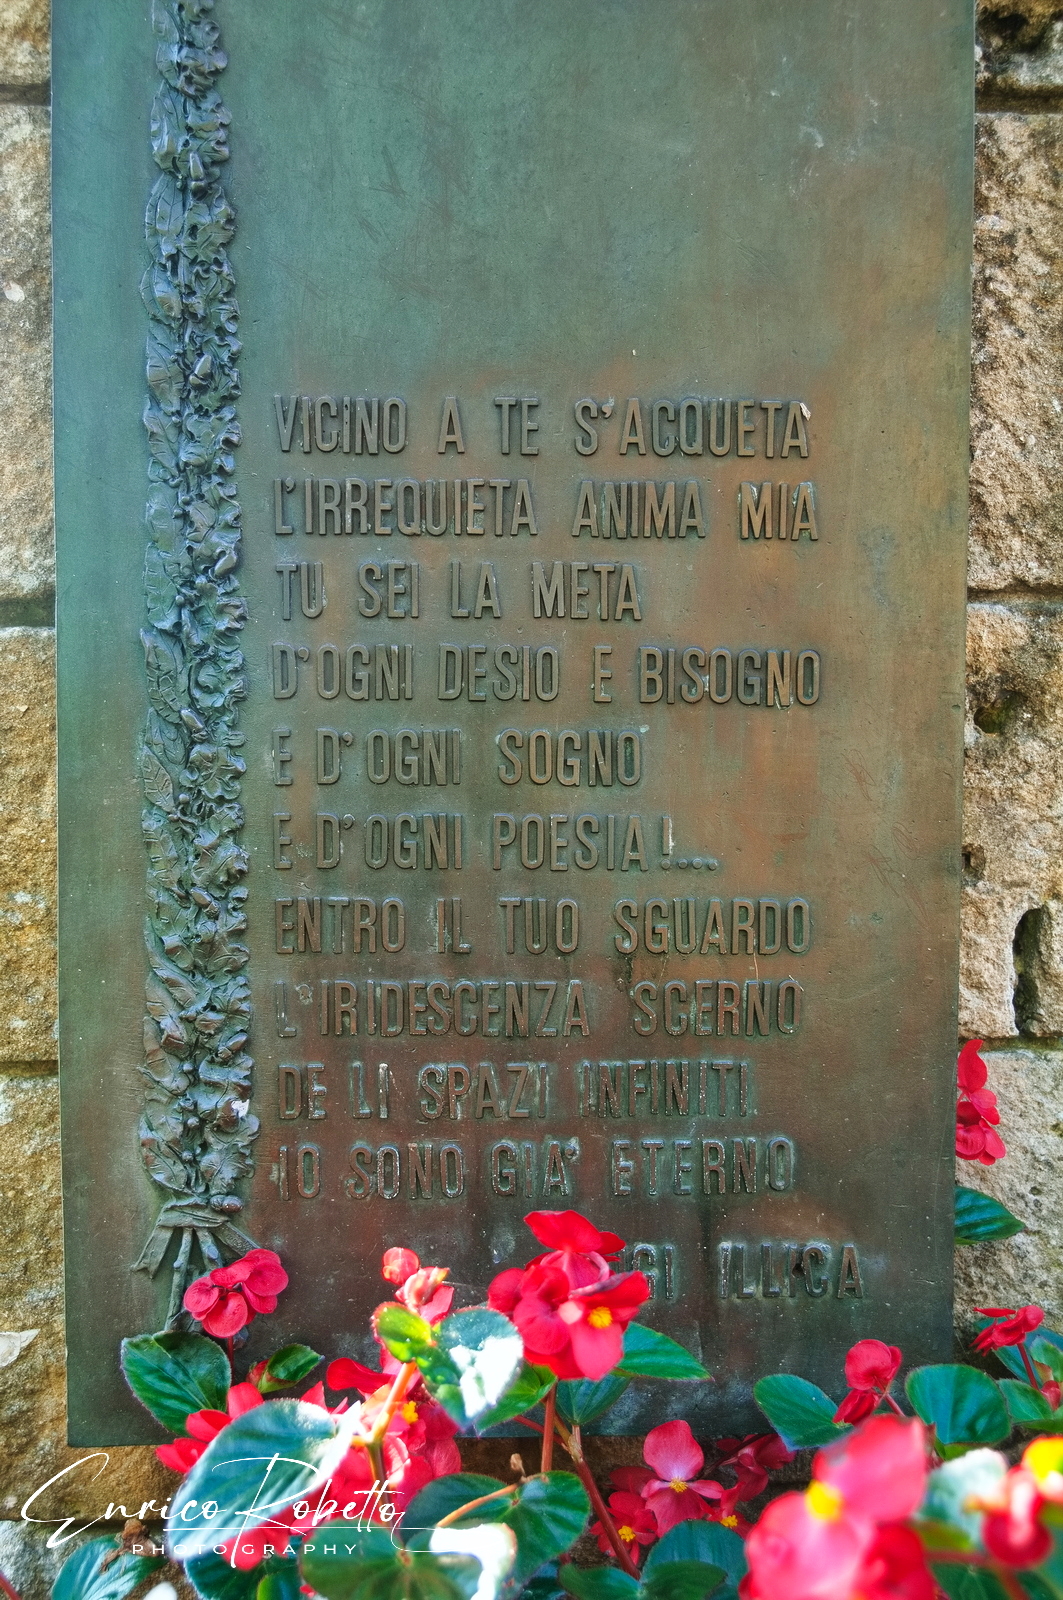 VICINO A TE S'ACQUETA
L'IRREQUIETA ANIMA MIA
TU SEI LA META
D'OGNI DESIO E BISOGNO
E D'OGNI SOGNO
E D'OGNI POESIA!...
ENTRO IL TUO SGUARDO
L'IRIDESCENZA SCERNO
DE LI SPAZI INFINITI
IO SONO GIA' ETERNO
ILLICA
Enrico Robetto
PHOTOGRAPHY